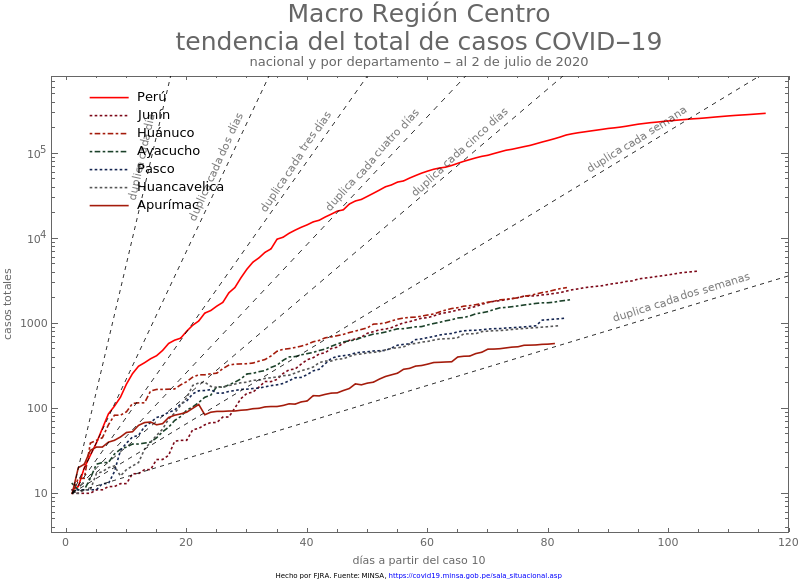 Macro Región Centro
tendencia del total de casos COVID−19
nacional y por departamento − al 2 de julio de 2020
Perú
Junín
Huánuco
Ayacucho
Pasco
Huancavelica
Apurímac
duplica cada día
duplica cada dos días
duplica cada tres días
duplica cada cuatro días
duplica cada cinco días
duplica cada semana
duplica cada dos semanas
casos totales
10^5
10^4
1000
100
10
0 20 40 60 80 100 120
días a partir del caso 10
Hecho por FJRA. Fuente: MINSA, https://covid19.minsa.gob.pe/sala_situacional.asp